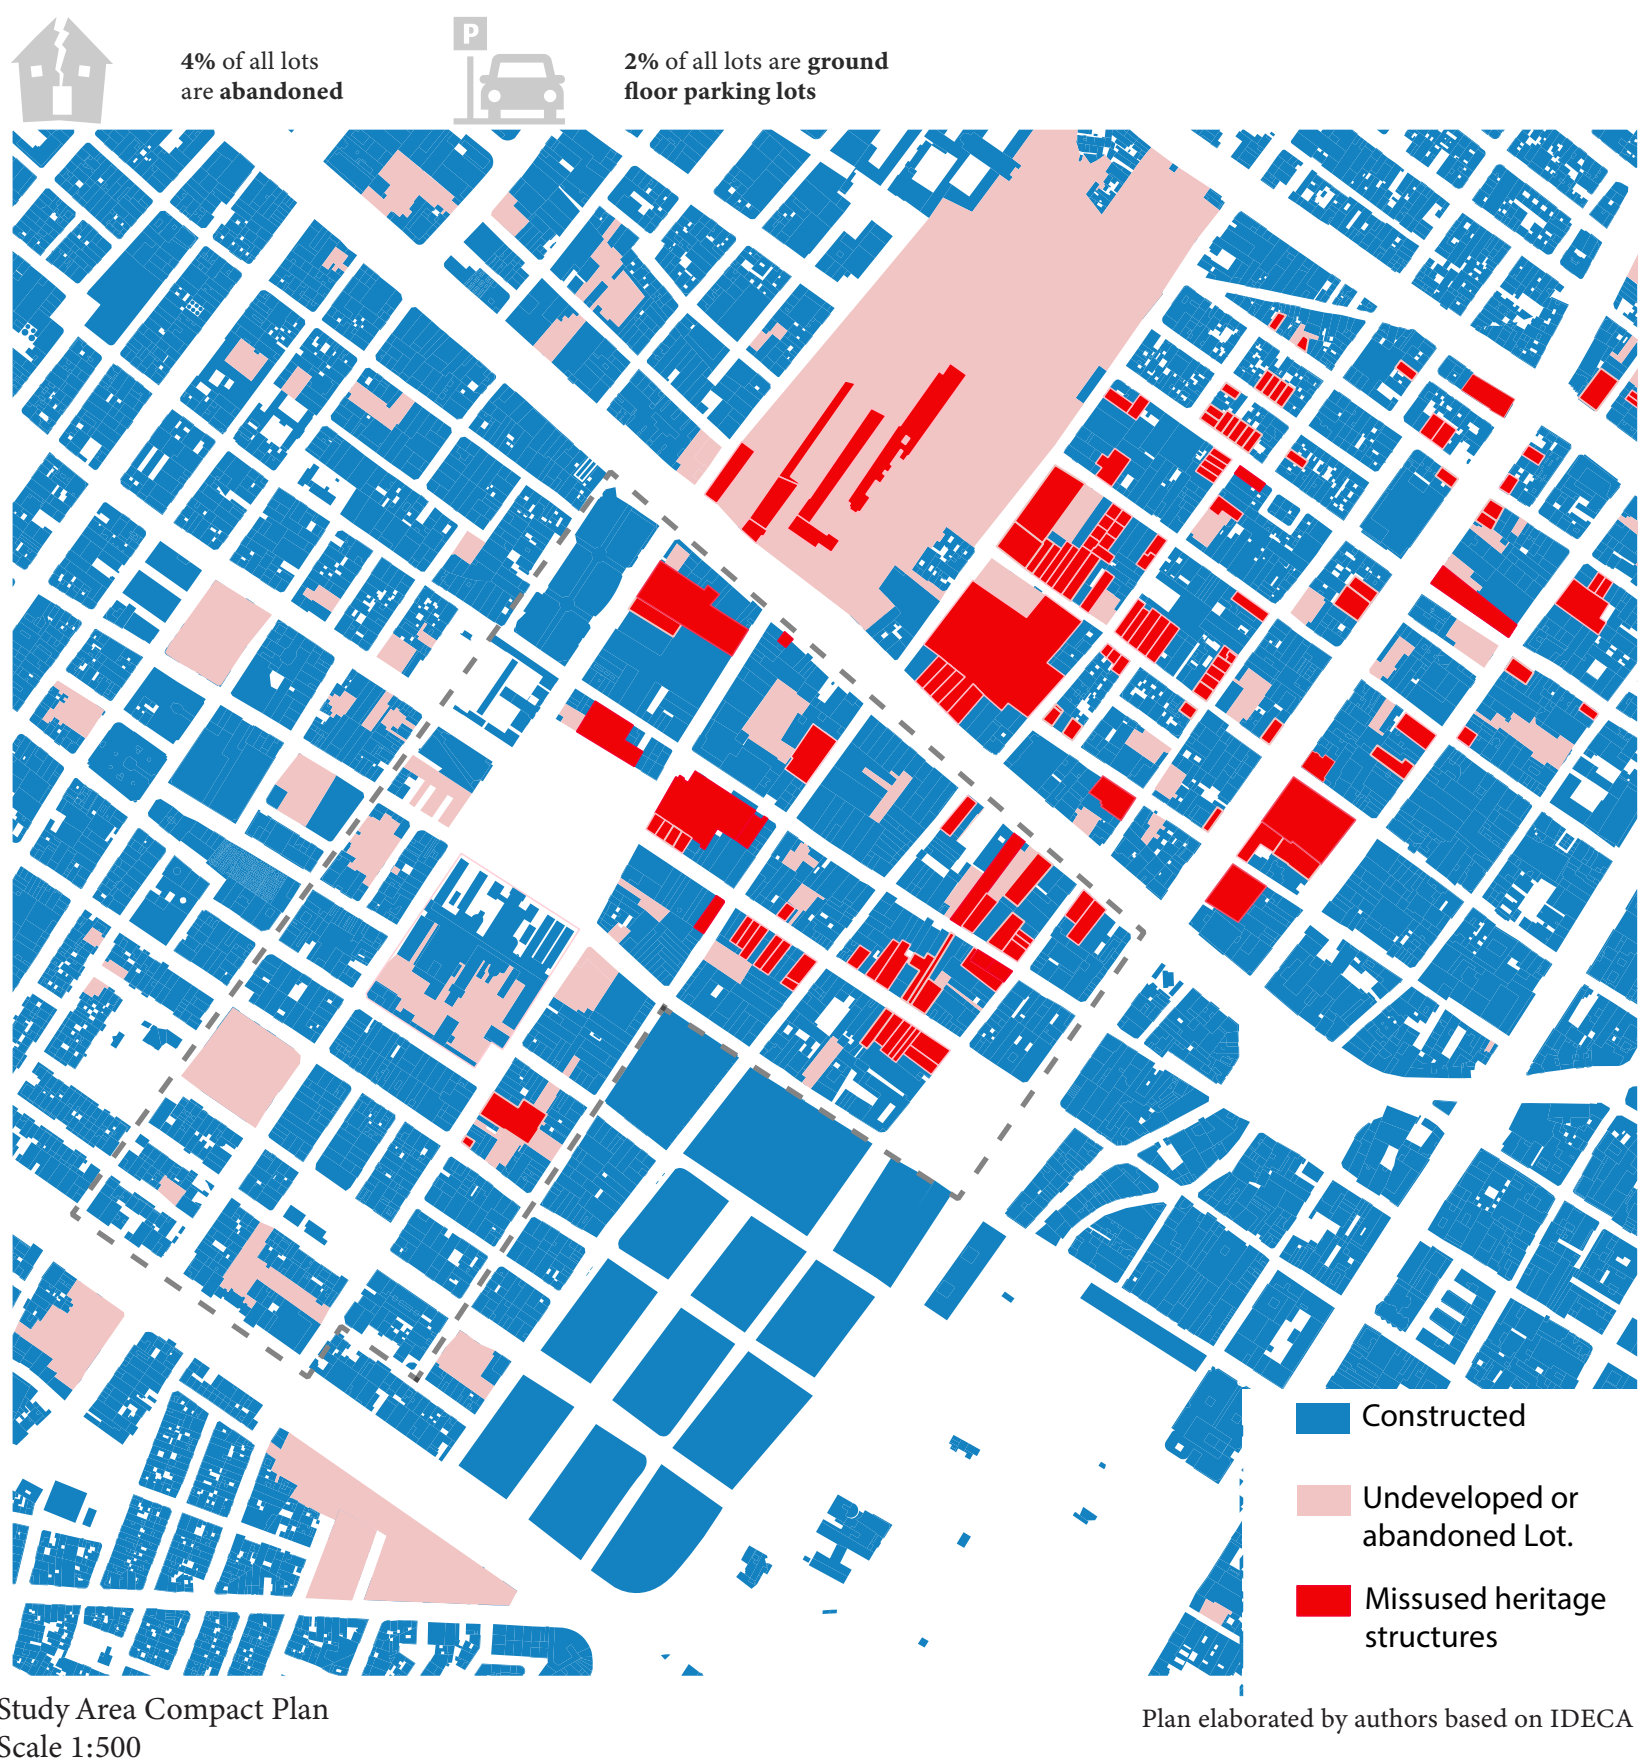 P
4% of all lots
are abandoned
2% of all lots are ground
floor parking lots
Constructed
Undeveloped or
abandoned Lot.
Missused heritage
structures
Study Area Compact Plan
Scale 1:500
Plan elaborated by authors based on IDECA